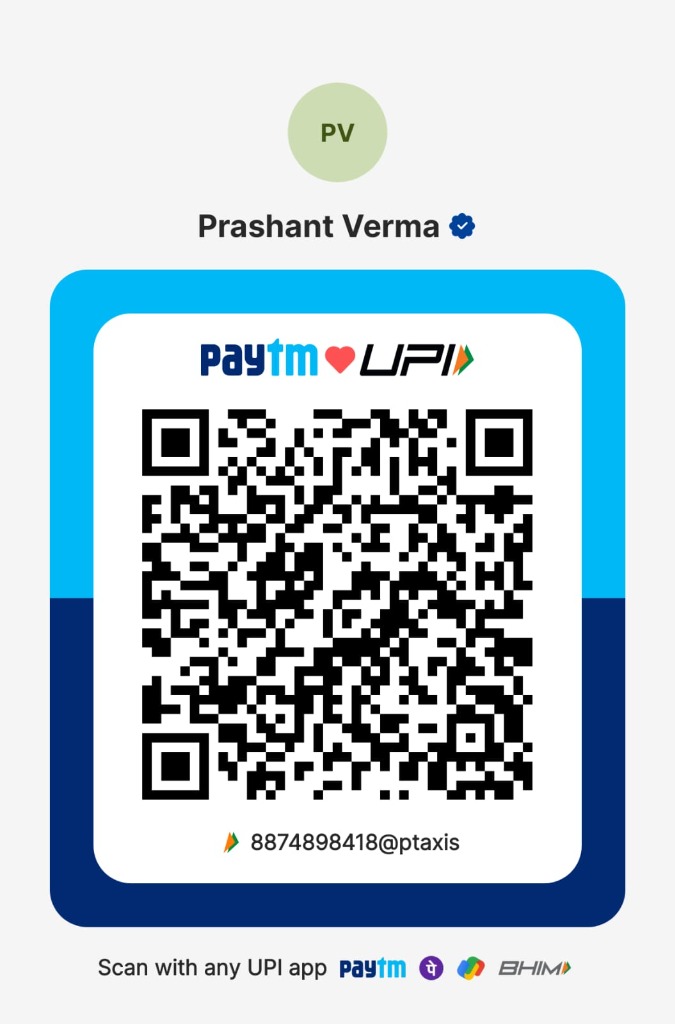 PV
Prashant Verma
paytm UPI
8874898418@ptaxis
Scan with any UPI app paytm पे BHIM